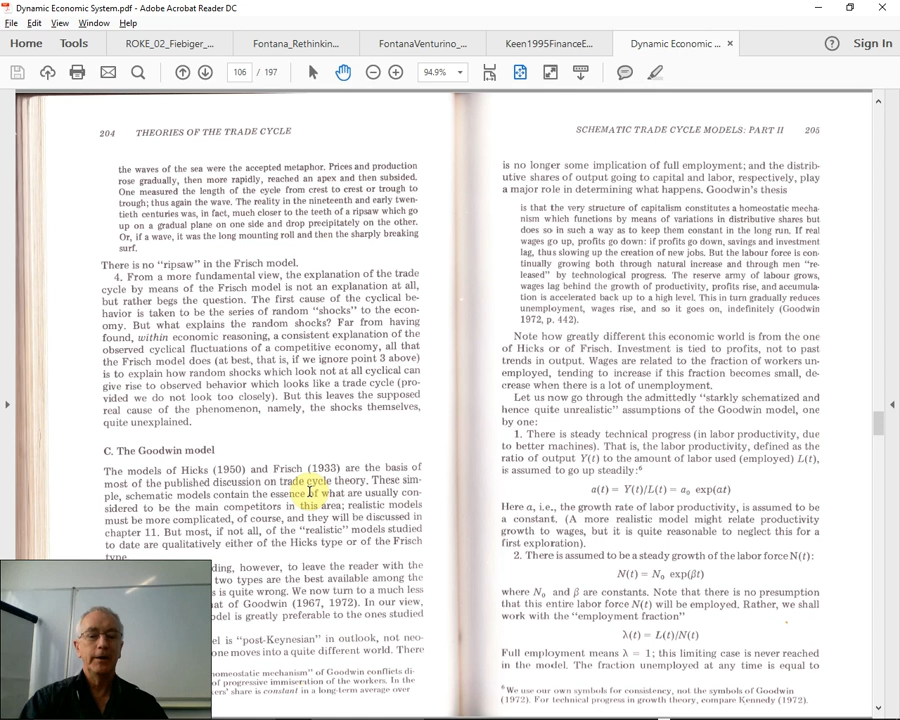 Dynamic Economic System.pdf - Adobe Acrobat Reader DC
File Edit View Window Help
Home Tools ROKE_02_Fiebiger_... Fontana_Rethinkin... FontanaVenturino_... Keen1995FinanceE... Dynamic Economic ... × Sign In
106 / 197 94.9%
204 THEORIES OF THE TRADE CYCLE
the waves of the sea were the accepted metaphor. Prices and production
rose gradually, then more rapidly, reached an apex and then subsided.
One measured the length of the cycle from crest to crest or trough to
trough; thus again the wave. The reality in the nineteenth and early twen-
tieth centuries was, in fact, much closer to the teeth of a ripsaw which go
up on a gradual plane on one side and drop precipitately on the other.
Or, if a wave, it was the long mounting roll and then the sharply breaking
surf.
There is no "ripsaw" in the Frisch model.
4. From a more fundamental view, the explanation of the trade
cycle by means of the Frisch model is not an explanation at all,
but rather begs the question. The first cause of the cyclical be-
havior is taken to be the series of random "shocks" to the econ-
omy. But what explains the random shocks? Far from having
found, within economic reasoning, a consistent explanation of the
observed cyclical fluctuations of a competitive economy, all that
the Frisch model does (at best, that is, if we ignore point 3 above)
is to explain how random shocks which look not at all cyclical can
give rise to observed behavior which looks like a trade cycle (pro-
vided we do not look too closely). But this leaves the supposed
real cause of the phenomenon, namely, the shocks themselves,
quite unexplained.
C. The Goodwin model
The models of Hicks (1950) and Frisch (1933) are the basis of
most of the published discussion on trade cycle theory. These sim-
ple, schematic models contain the essence of what are usually con-
sidered to be the main competitors in this area; realistic models
must be more complicated, of course, and they will be discussed in
chapter 11. But most, if not all, of the "realistic" models studied
to date are qualitatively either of the Hicks type or of the Frisch
type.
ding, however, to leave the reader with the
two types are the best available among the
s is quite wrong. We now turn to a much less
at of Goodwin (1967, 1972). In our view,
odel is greatly preferable to the ones studied
el is "post-Keynesian" in outlook, not neo-
one moves into a quite different world. There
omeostatic mechanism" of Goodwin conflicts di-
of progressive immiseration of the workers. In the
ers' share is constant in a long-term average over
SCHEMATIC TRADE CYCLE MODELS: PART II 205
is no longer some implication of full employment; and the distrib-
utive shares of output going to capital and labor, respectively, play
a major role in determining what happens. Goodwin's thesis
is that the very structure of capitalism constitutes a homeostatic mecha-
nism which functions by means of variations in distributive shares but
does so in such a way as to keep them constant in the long run. If real
wages go up, profits go down: if profits go down, savings and investment
lag, thus slowing up the creation of new jobs. But the labour force is con-
tinually growing both through natural increase and through men "re-
leased" by technological progress. The reserve army of labour grows,
wages lag behind the growth of productivity, profits rise, and accumula-
tion is accelerated back up to a high level. This in turn gradually reduces
unemployment, wages rise, and so it goes on, indefinitely (Goodwin
1972, p. 442).
Note how greatly different this economic world is from the one
of Hicks or of Frisch. Investment is tied to profits, not to past
trends in output. Wages are related to the fraction of workers un-
employed, tending to increase if this fraction becomes small, de-
crease when there is a lot of unemployment.
Let us now go through the admittedly "starkly schematized and
hence quite unrealistic" assumptions of the Goodwin model, one
by one:
1. There is steady technical progress (in labor productivity, due
to better machines). That is, the labor productivity, defined as the
ratio of output Y(t) to the amount of labor used (employed) L(t),
is assumed to go up steadily:⁶
a(t) = Y(t)/L(t) = a₀ exp(αt)
Here α, i.e., the growth rate of labor productivity, is assumed to be
a constant. (A more realistic model might relate productivity
growth to wages, but it is quite reasonable to neglect this for a
first exploration).
2. There is assumed to be a steady growth of the labor force N(t):
N(t) = N₀ exp(βt)
where N₀ and β are constants. Note that there is no presumption
that this entire labor force N(t) will be employed. Rather, we shall
work with the "employment fraction"
λ(t) = L(t)/N(t)
Full employment means λ = 1; this limiting case is never reached
in the model. The fraction unemployed at any time is equal to
⁶We use our own symbols for consistency, not the symbols of Goodwin
(1972). For technical progress in growth theory, compare Kennedy (1972).